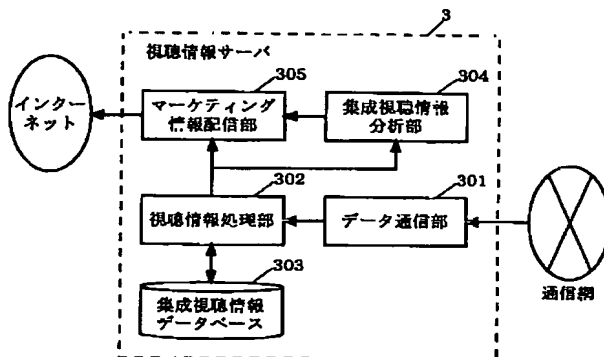 3
視聴情報サーバ
インター
ネット
305
マーケティング
情報配信部
304
集成視聴情報
分析部
302
視聴情報処理部
301
データ通信部
303
集成視聴情報
データベース
通信網